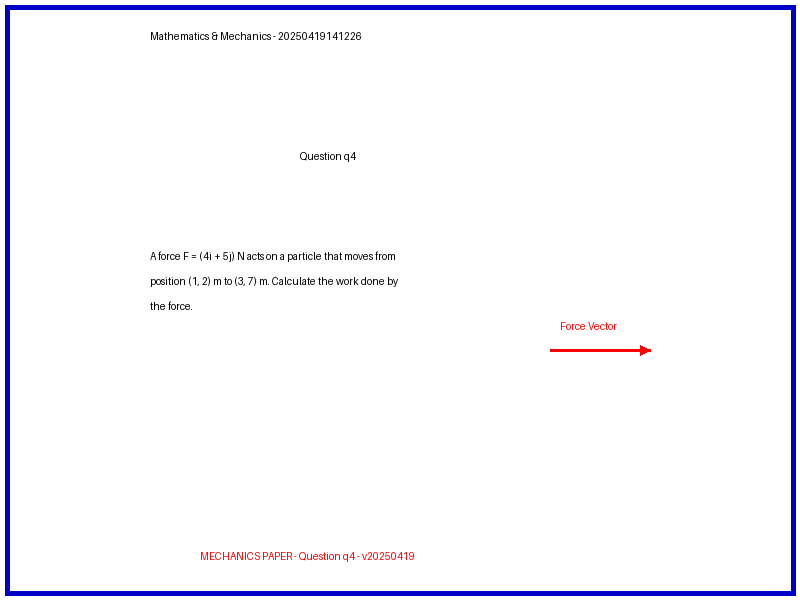 Mathematics & Mechanics - 20250419141226
Question q4
A force F = (4i + 5j) N acts on a particle that moves from
position (1, 2) m to (3, 7) m. Calculate the work done by
the force.
Force Vector
MECHANICS PAPER - Question q4 - v20250419